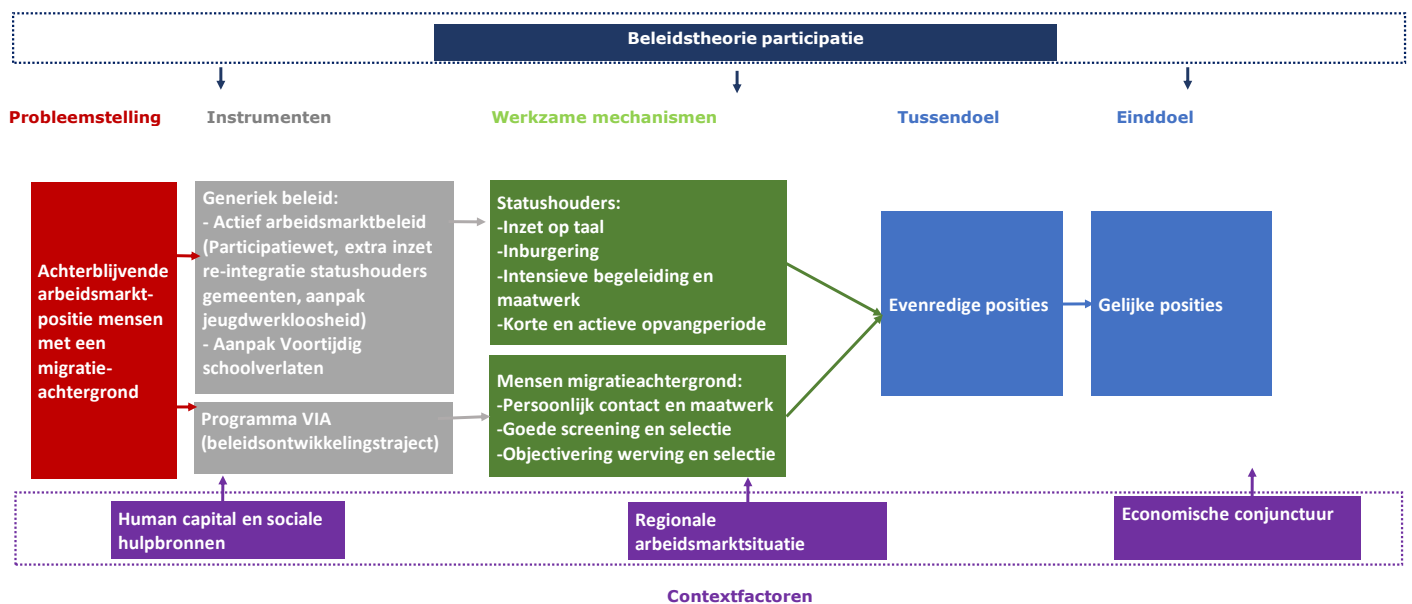 Beleidstheorie participatie
Probleemstelling
Instrumenten
Werkzame mechanismen
Tussendoel
Einddoel
Achterblijvende
arbeidsmarkt-
positie mensen
met een
migratie-
achtergrond
Generiek beleid:
- Actief arbeidsmarktbeleid
(Participatiewet, extra inzet
re-integratie statushouders
gemeenten, aanpak
jeugdwerkloosheid)
- Aanpak Voortijdig
schoolverlaten
Programma VIA
(beleidsontwikkelingstraject)
Statushouders:
-Inzet op taal
-Inburgering
-Intensieve begeleiding en
maatwerk
-Korte en actieve opvangperiode
Mensen migratieachtergrond:
-Persoonlijk contact en maatwerk
-Goede screening en selectie
-Objectivering werving en selectie
Evenredige posities
Gelijke posities
Human capital en sociale
hulpbronnen
Regionale
arbeidsmarktsituatie
Economische conjunctuur
Contextfactoren